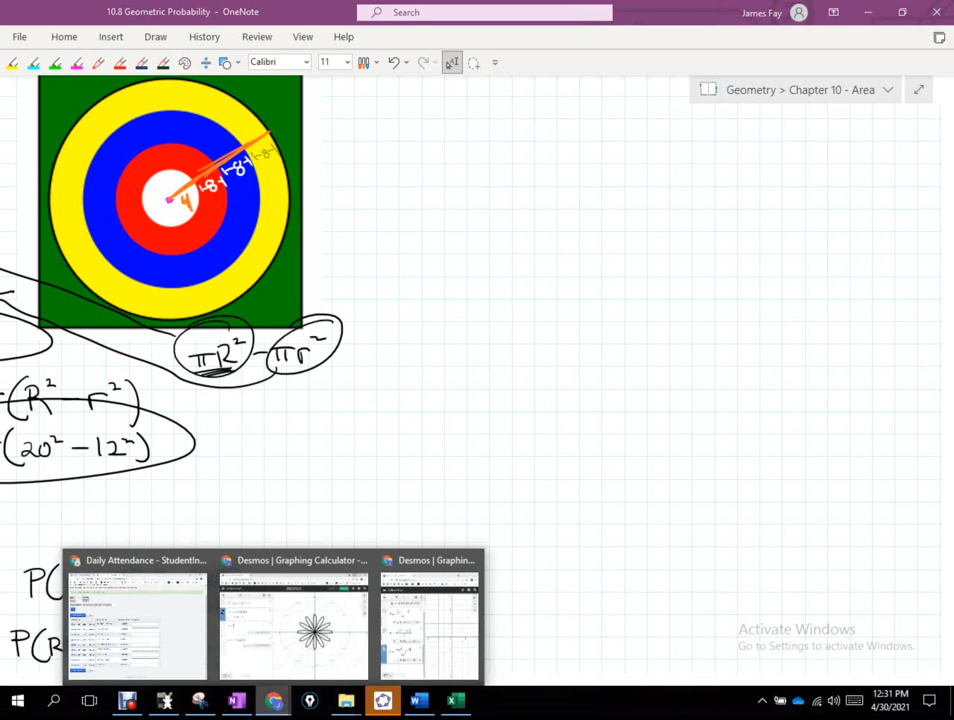 10.8 Geometric Probability - OneNote
Search
James Fay
File Home Insert Draw History Review View Help
Calibri 11
Geometry > Chapter 10 - Area
4 8 8 8
πR² - πr²
(R² - r²)
(20² - 12²)
P(
P(R
Daily Attendance - StudentIn...
Desmos | Graphing Calculator -...
Desmos | Graphin...
Activate Windows
Go to Settings to activate Windows.
12:31 PM
4/30/2021